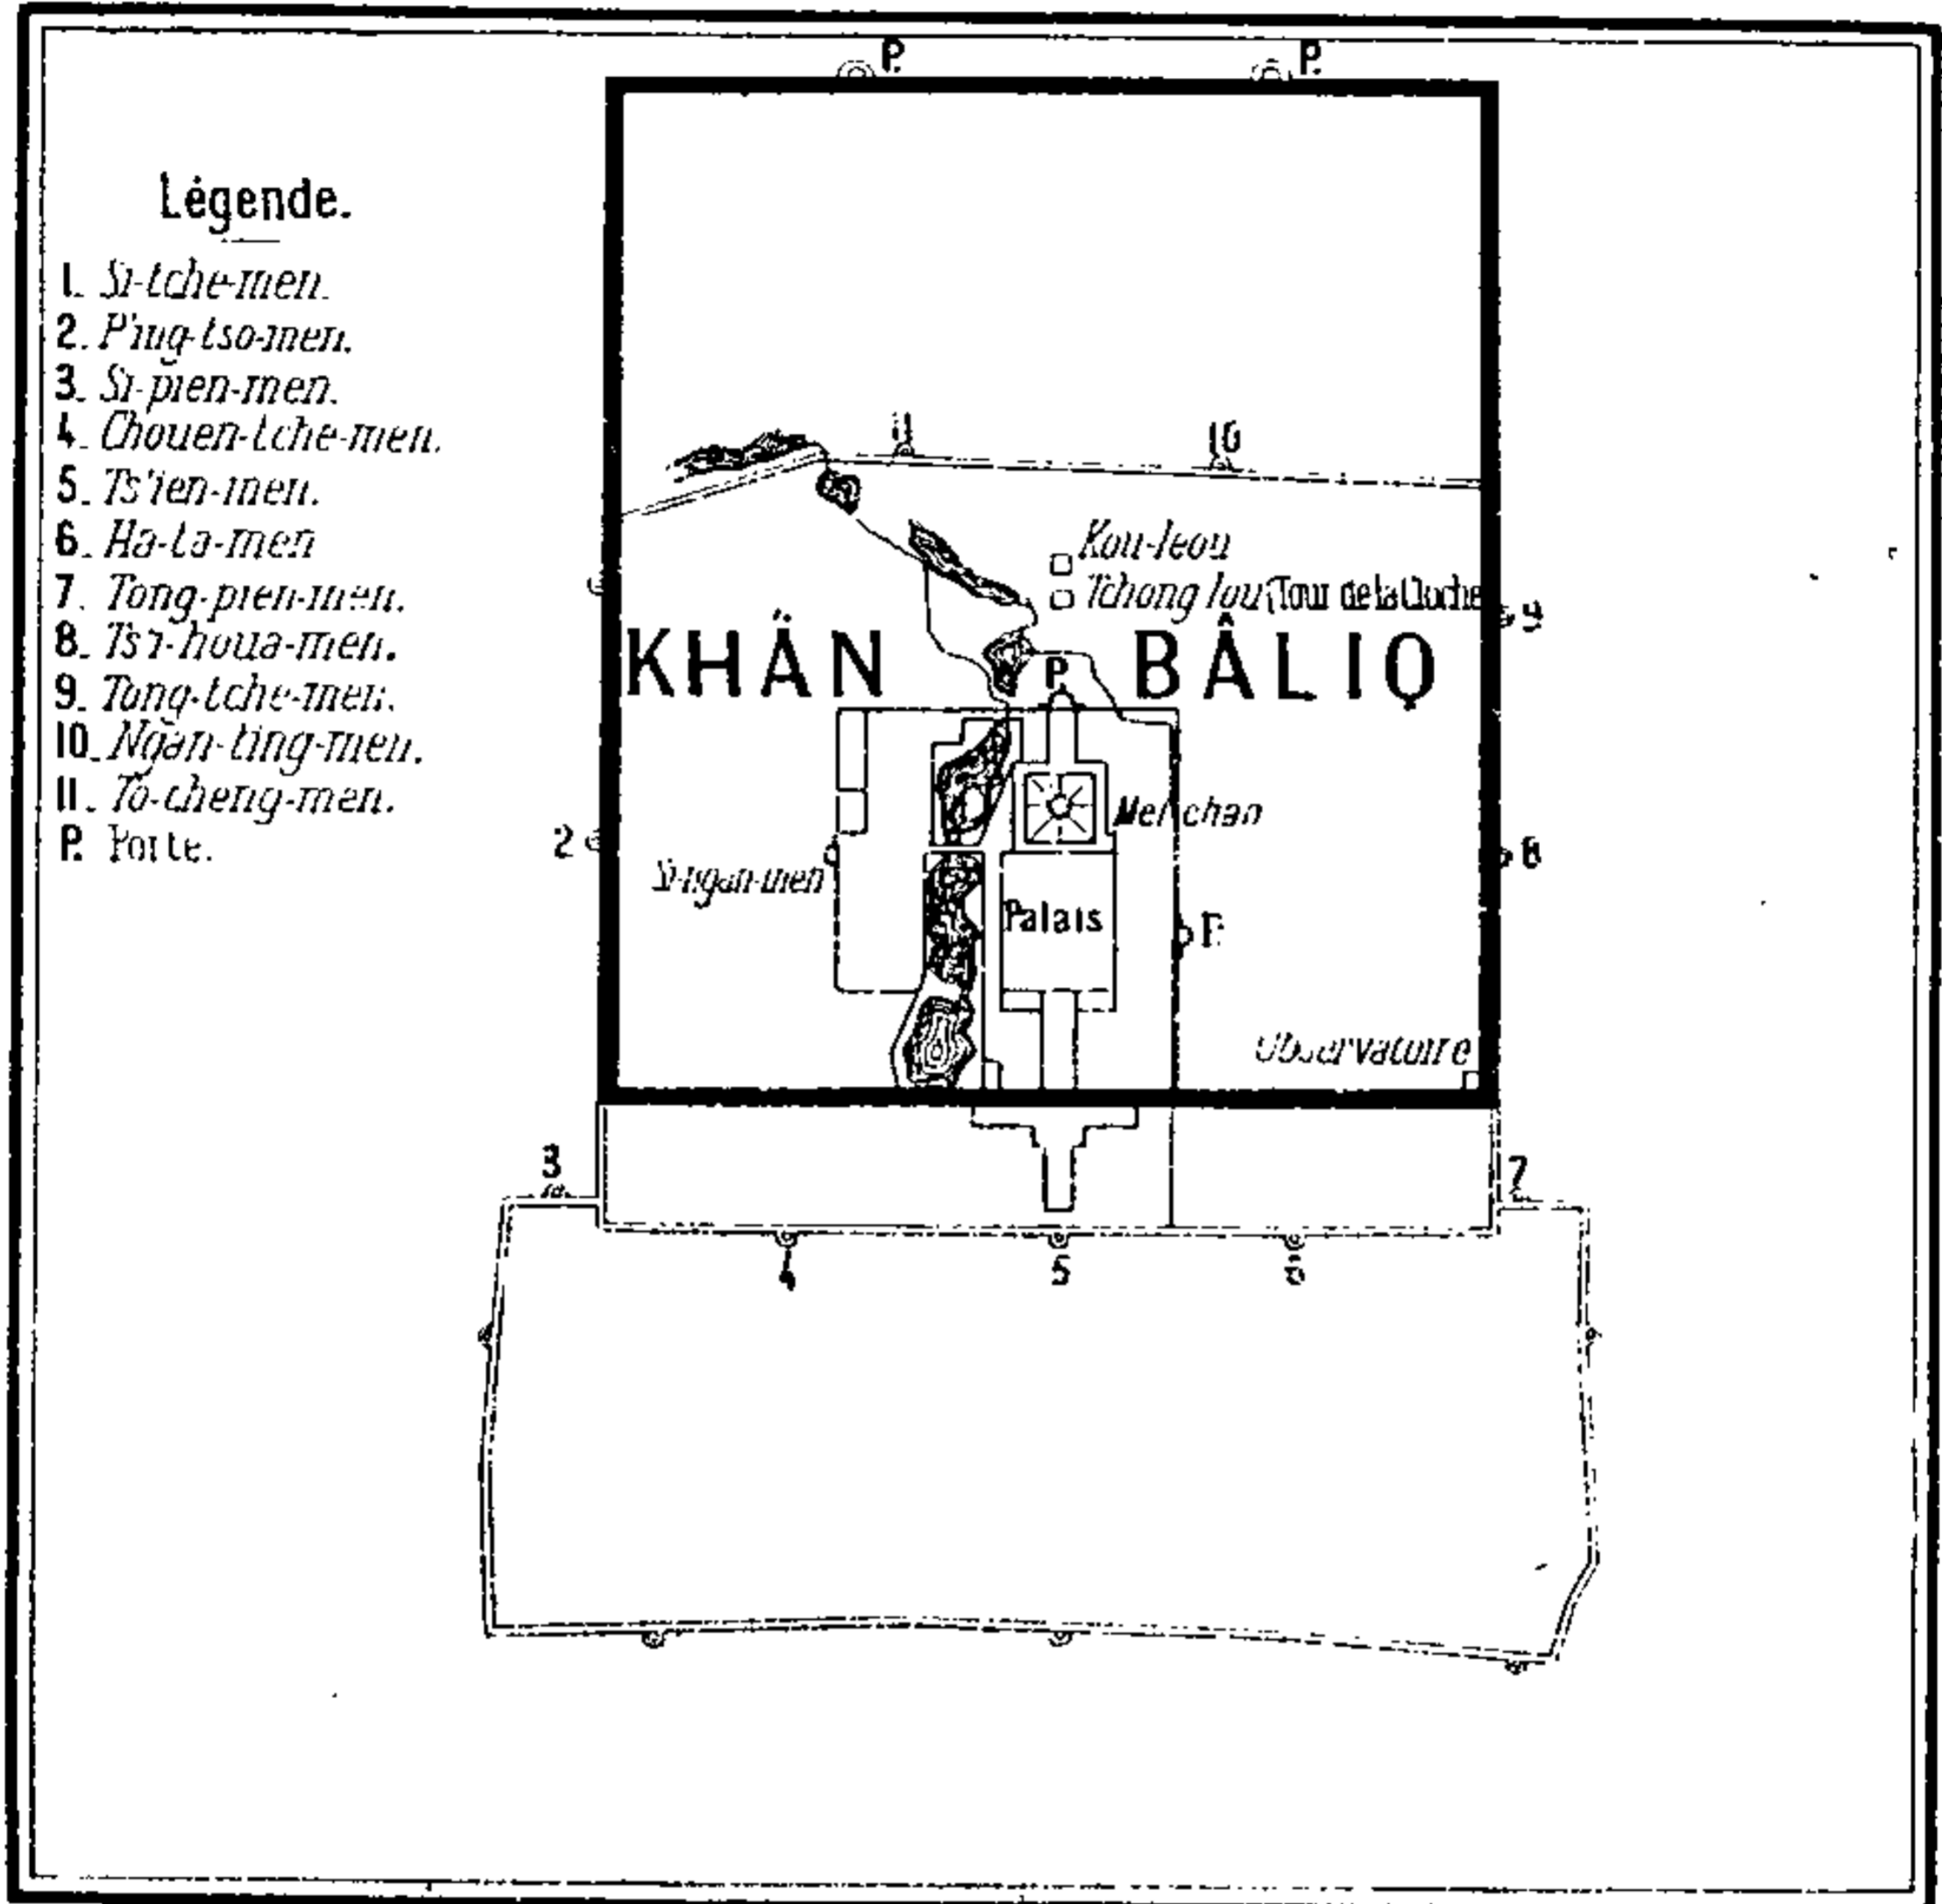 P. P.
Légende.
1. Si-tche-men.
2. P'ing-tso-men.
3. Si-pien-men.
4. Chouen-tche-men.
5. Ts'ien-men.
6. Ha-ta-men
7. Tong-pien-men.
8. Ts'i-houa-men.
9. Tong-tche-men.
10. Ngan-ting-men.
11. To-cheng-men.
P. Porte.
11 10
Kou-leou
Tchong lou (Tour de la Cloche
9
KHÄN BÂLIQ
P.
Mei chan
2
8
Si-ngan-men
Palais
P.
Observatoire
3 7
4 5 6